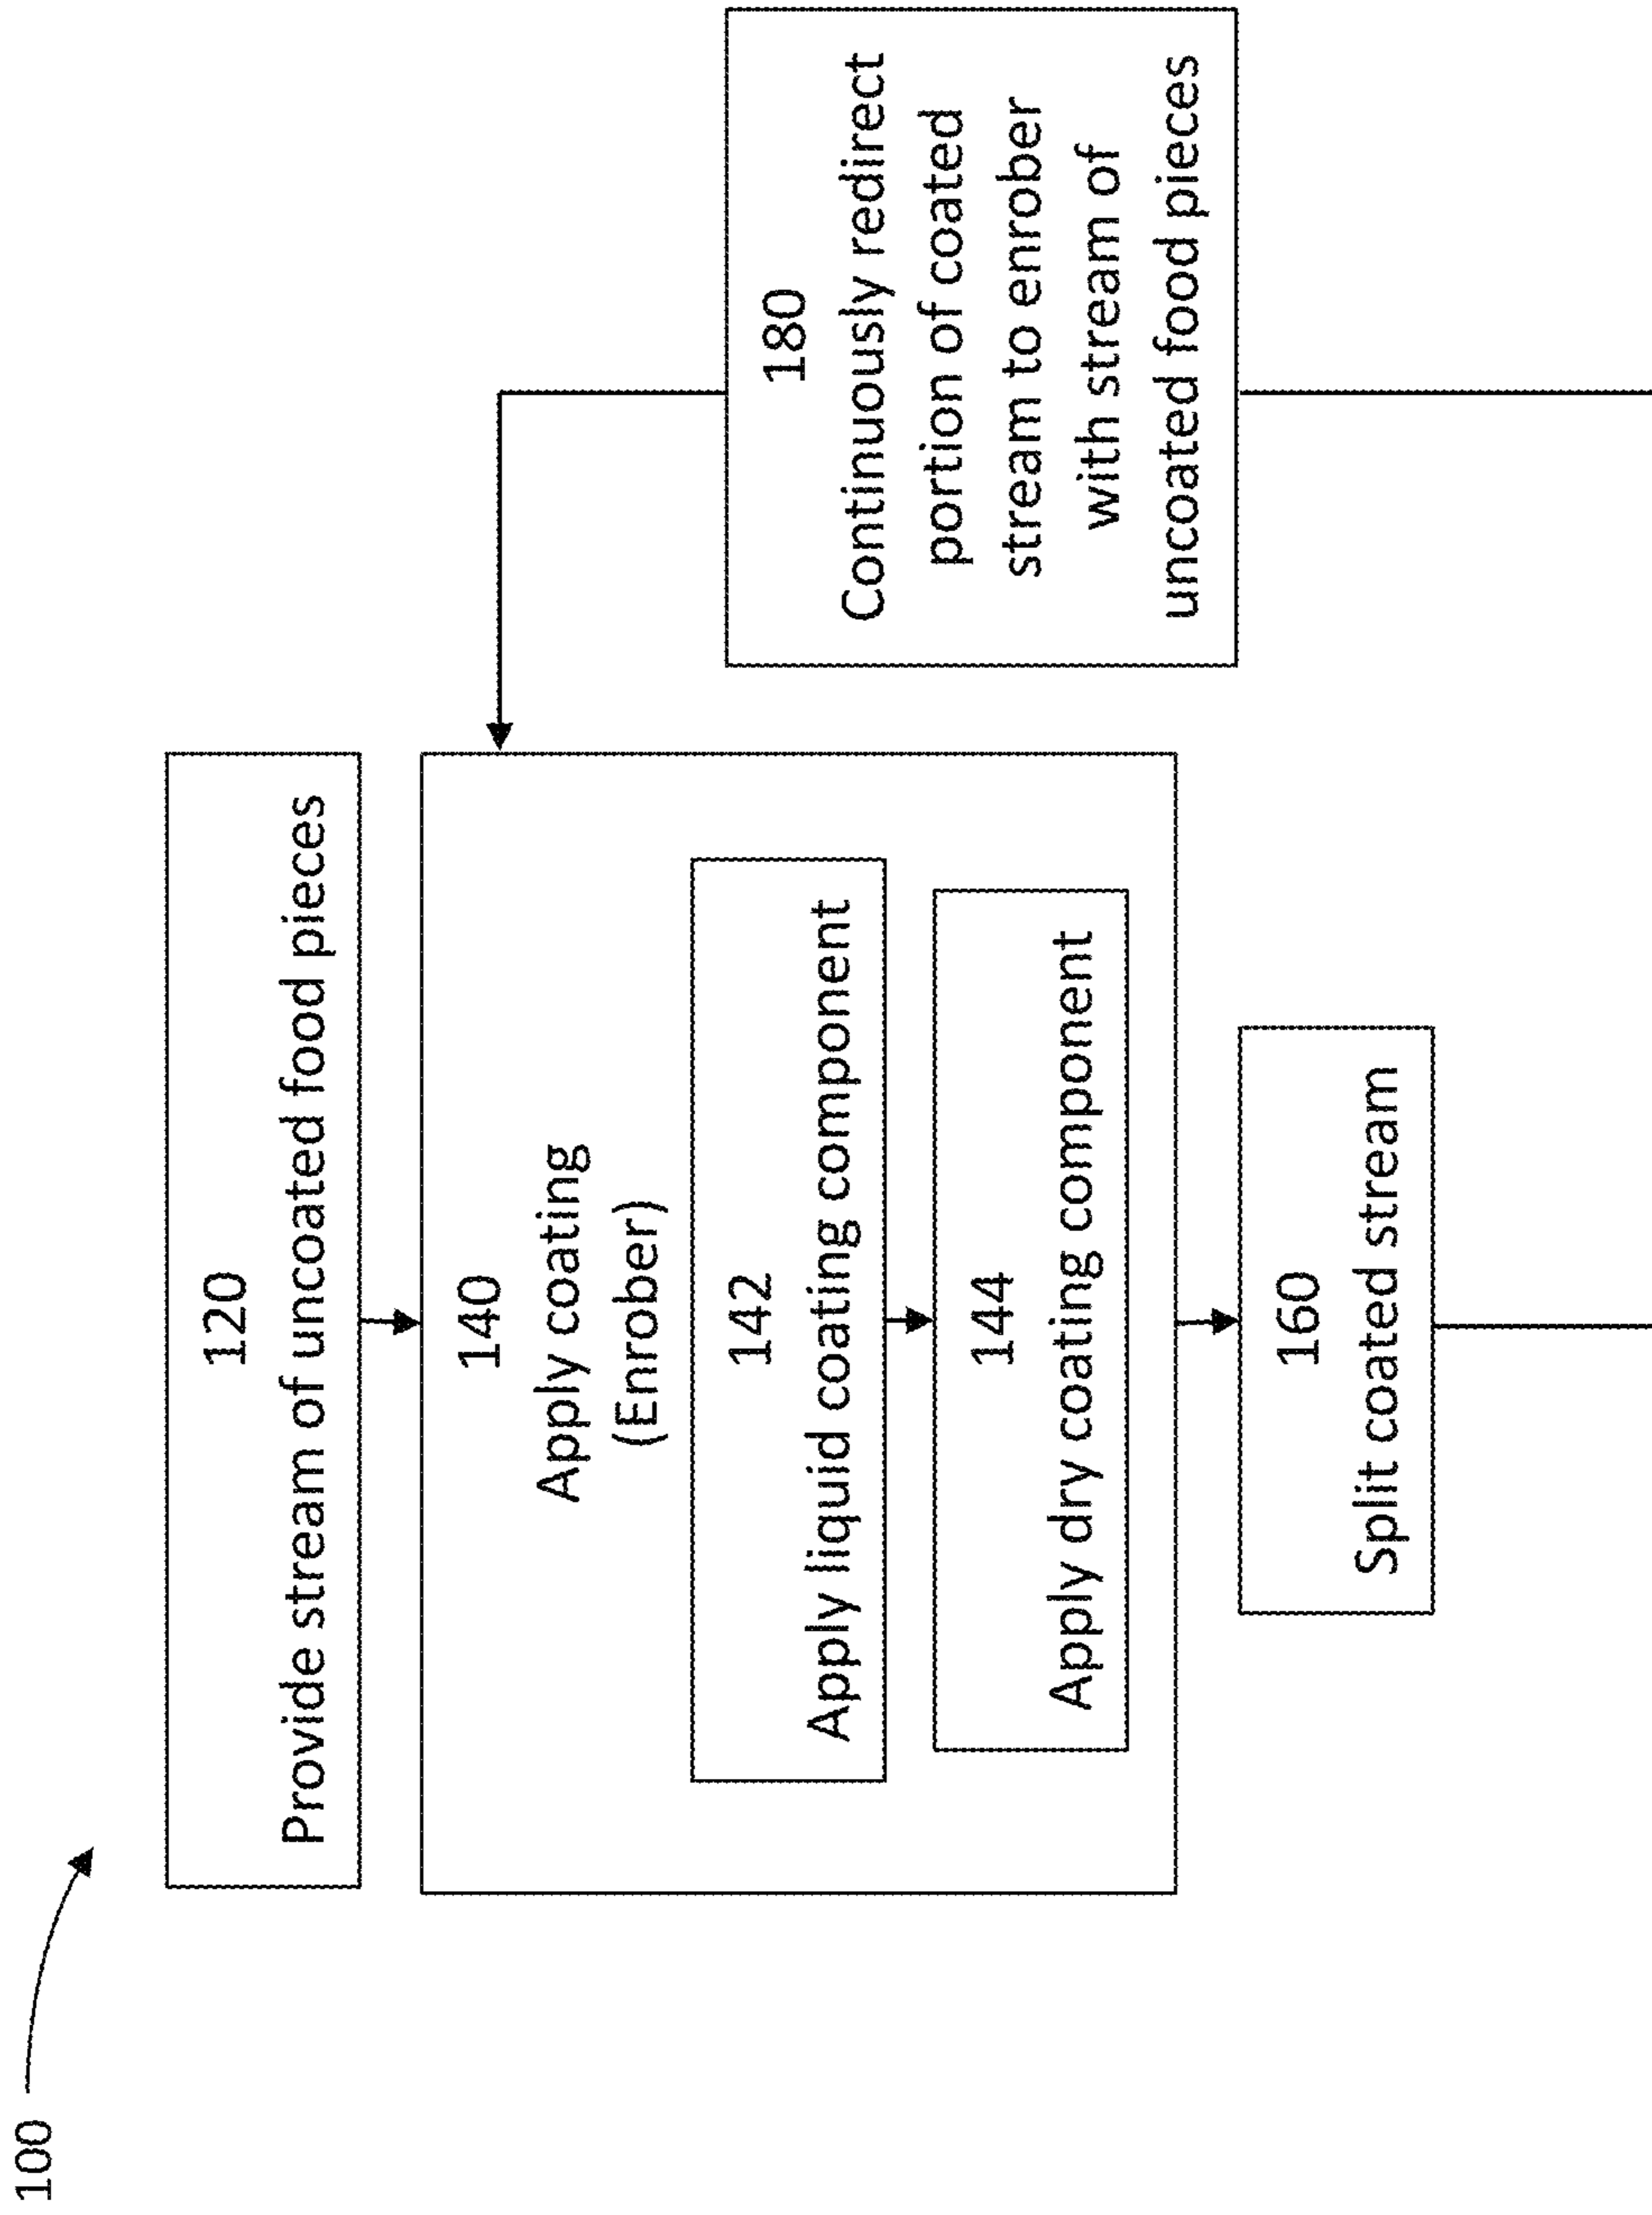 100
120
Provide stream of uncoated food pieces
140
Apply coating
(Enrober)
142
Apply liquid coating component
144
Apply dry coating component
160
Split coated stream
180
Continuously redirect
portion of coated
stream to enrober
with stream of
uncoated food pieces